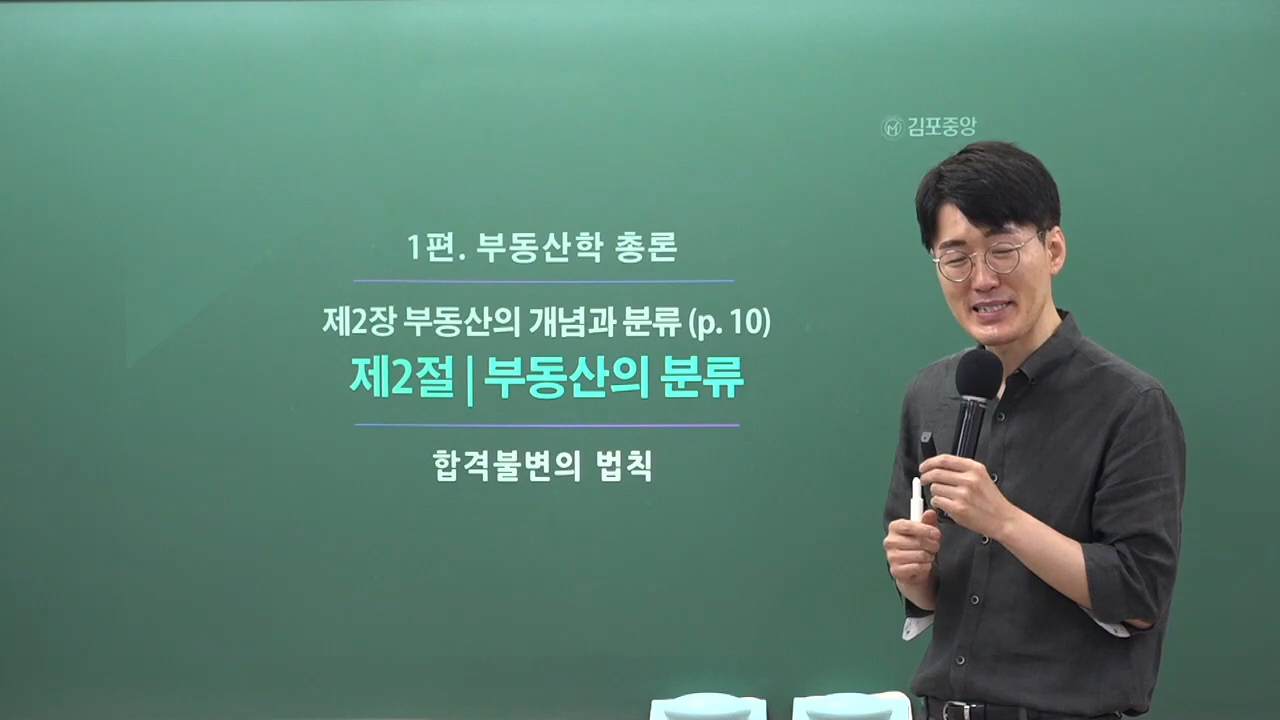 김포중앙
1편. 부동산학 총론
제2장 부동산의 개념과 분류 (p. 10)
제2절 | 부동산의 분류
합격불변의 법칙